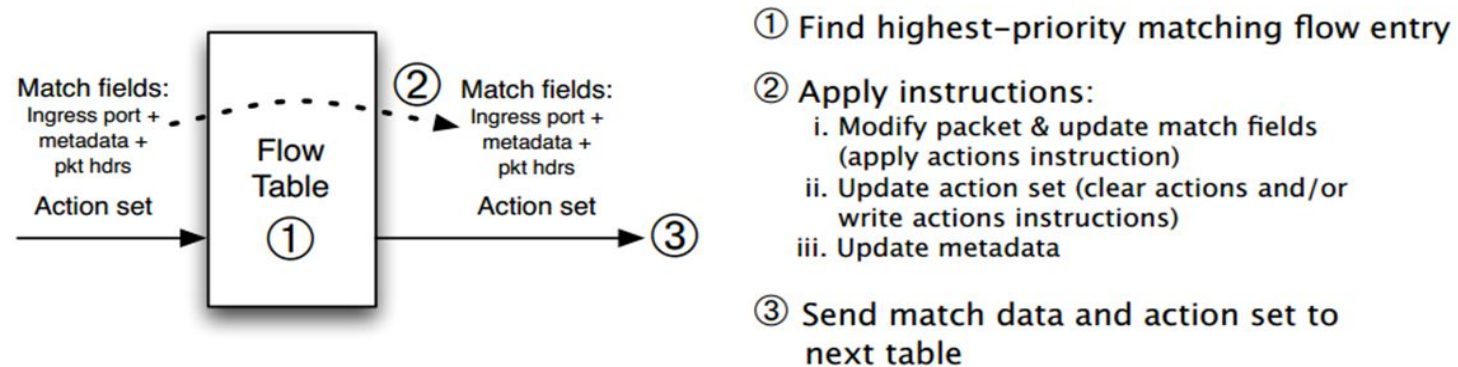 Match fields:
Ingress port +
metadata +
pkt hdrs
Action set
Flow
Table
①
②
Match fields:
Ingress port +
metadata +
pkt hdrs
Action set
③
① Find highest-priority matching flow entry
② Apply instructions:
i. Modify packet & update match fields
(apply actions instruction)
ii. Update action set (clear actions and/or
write actions instructions)
iii. Update metadata
③ Send match data and action set to
next table